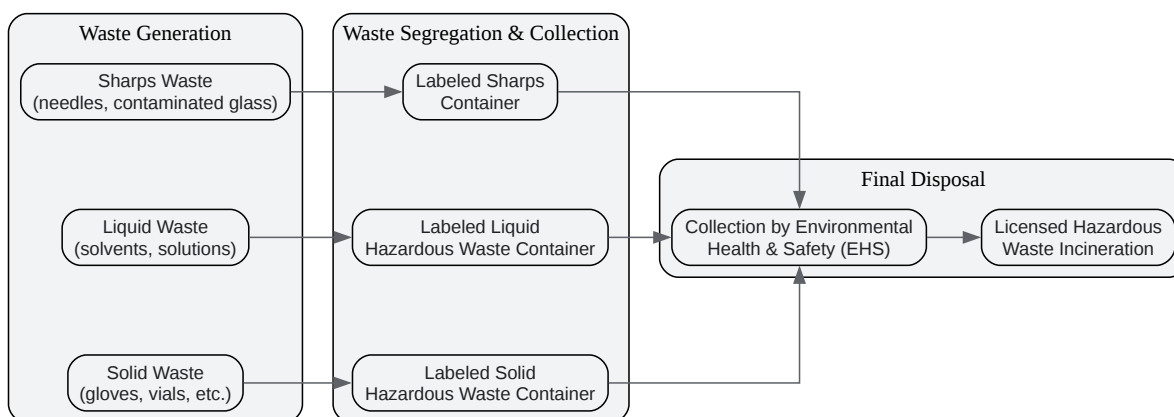 Waste Generation
Sharps Waste
(needles, contaminated glass)
Liquid Waste
(solvents, solutions)
Solid Waste
(gloves, vials, etc.)
Waste Segregation & Collection
Labeled Sharps
Container
Labeled Liquid
Hazardous Waste Container
Labeled Solid
Hazardous Waste Container
Final Disposal
Collection by Environmental
Health & Safety (EHS)
Licensed Hazardous
Waste Incineration